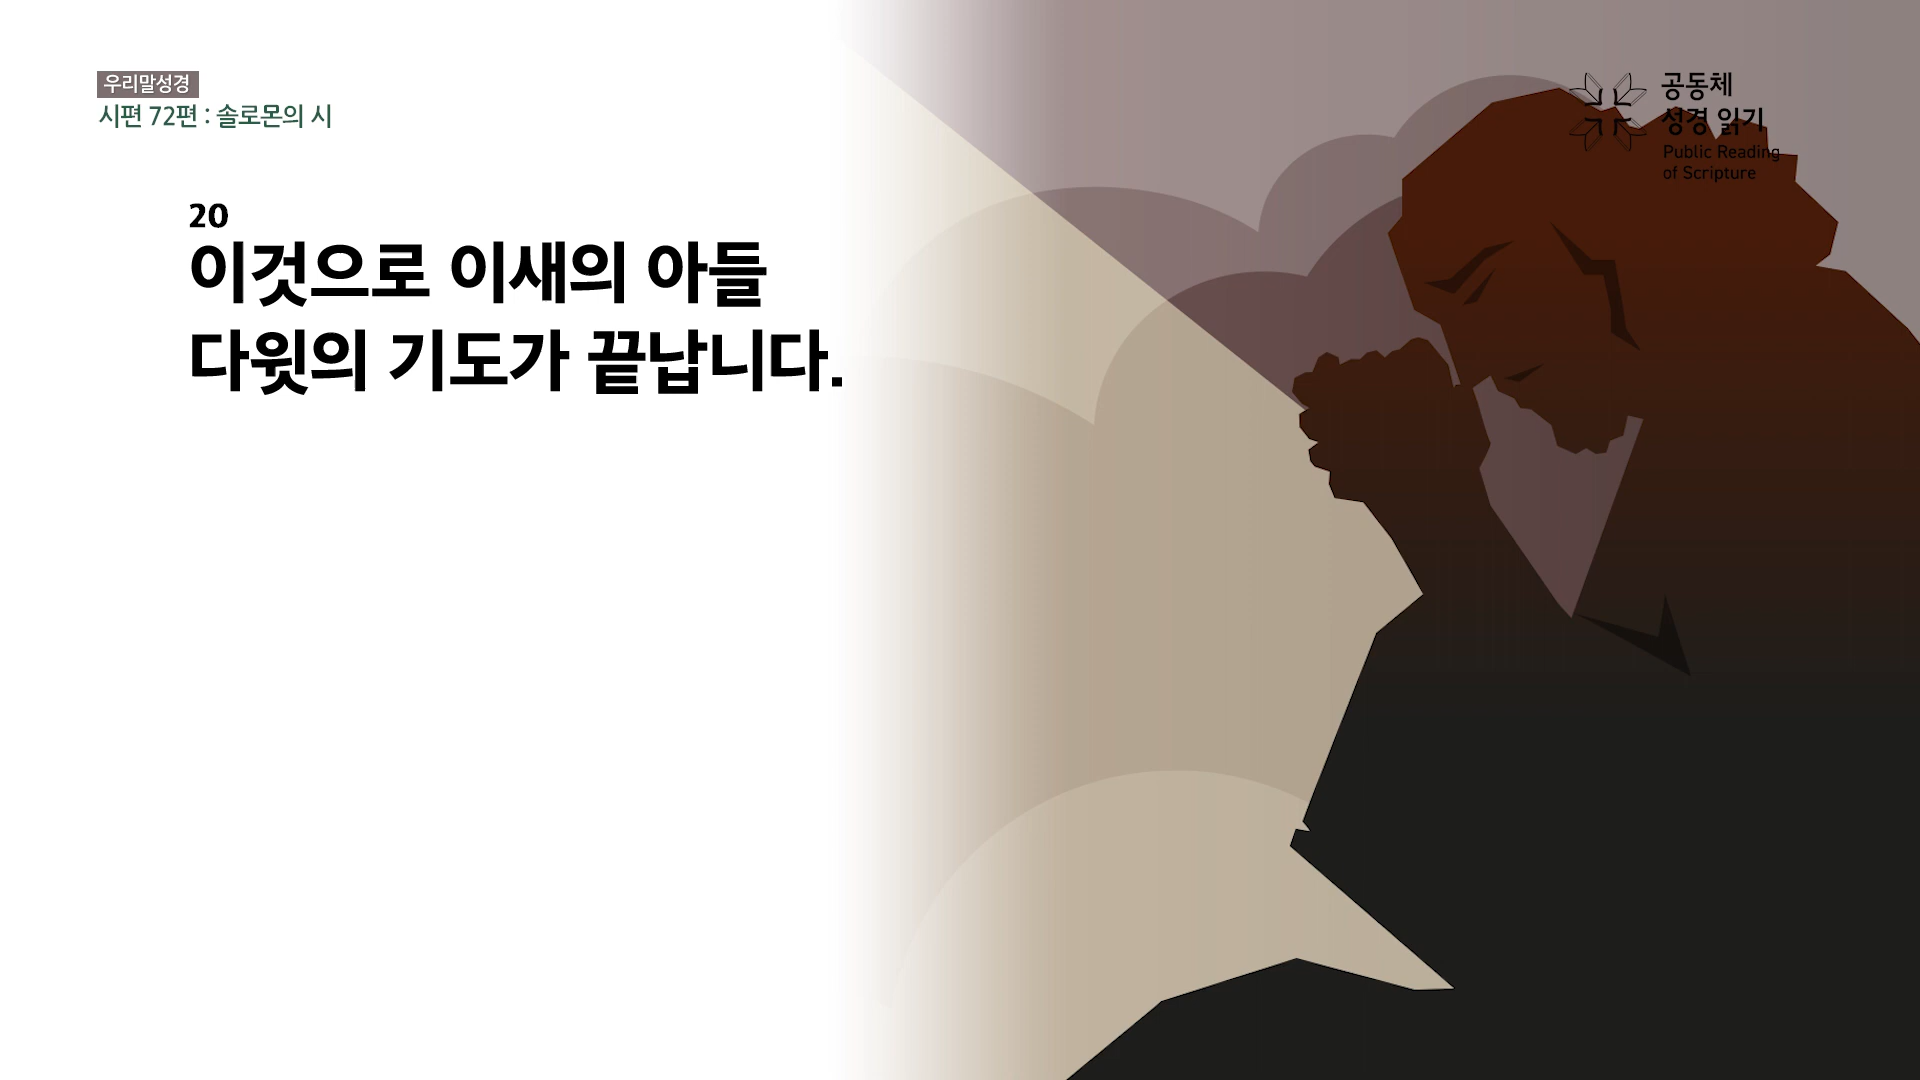 우리말성경
시편 72편 : 솔로몬의 시
20
이것으로 이새의 아들
다윗의 기도가 끝납니다.
공동체
성경 읽기
Public Reading
of Scripture